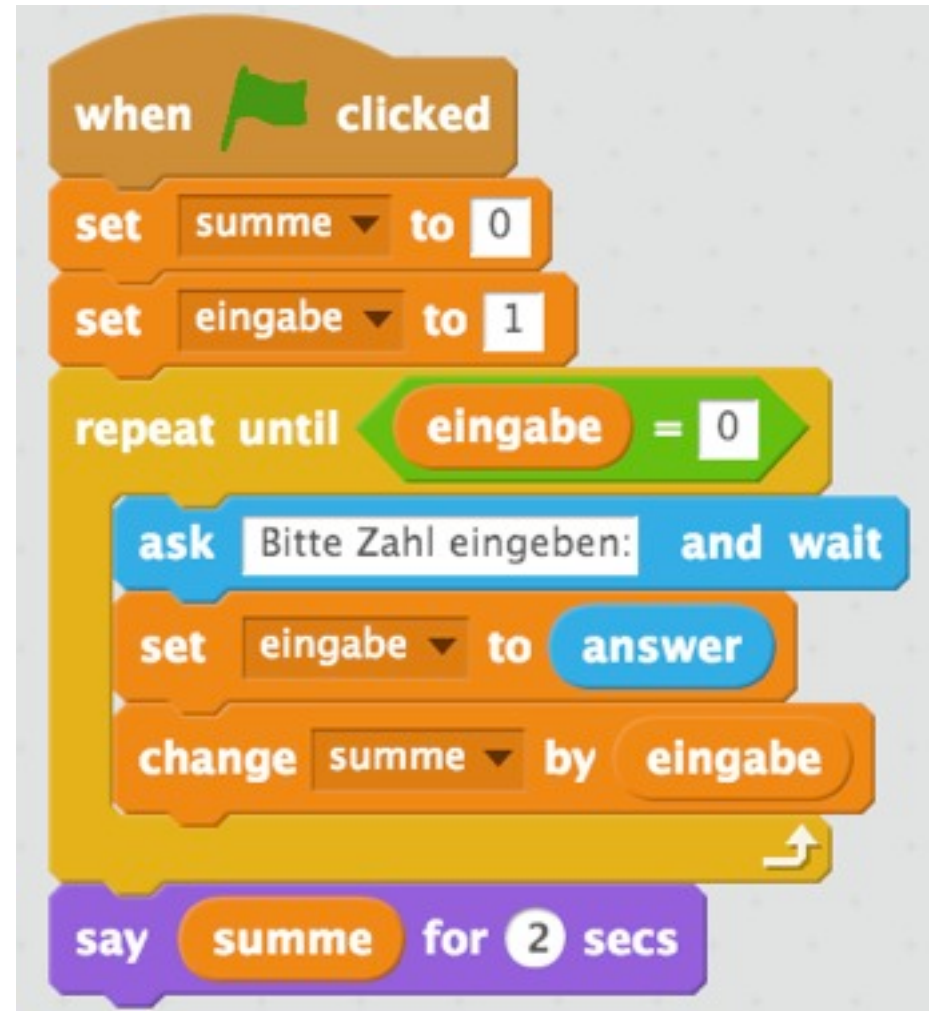 when clicked
set summe to 0
set eingabe to 1
repeat until eingabe = 0
ask Bitte Zahl eingeben: and wait
set eingabe to answer
change summe by eingabe
say summe for 2 secs